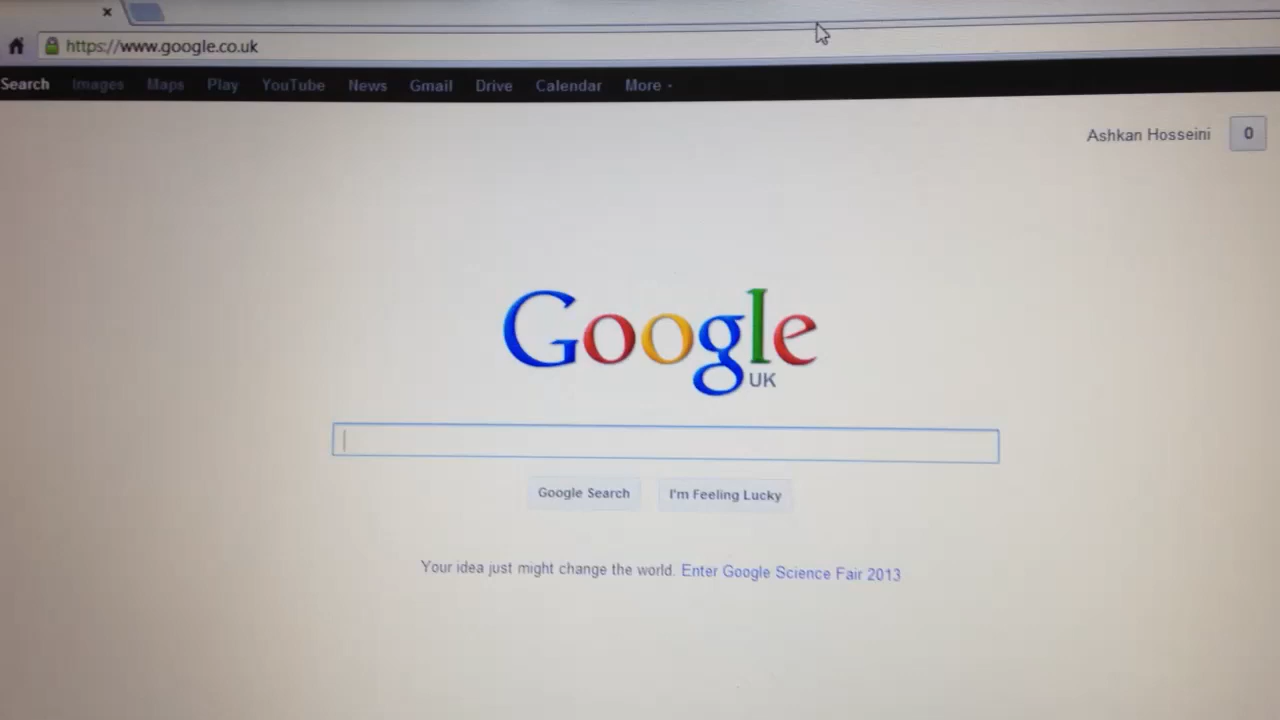 https://www.google.co.uk
Search Images Maps Play YouTube News Gmail Drive Calendar More
Ashkan Hosseini 0
Google
UK
Google Search I'm Feeling Lucky
Your idea just might change the world. Enter Google Science Fair 2013